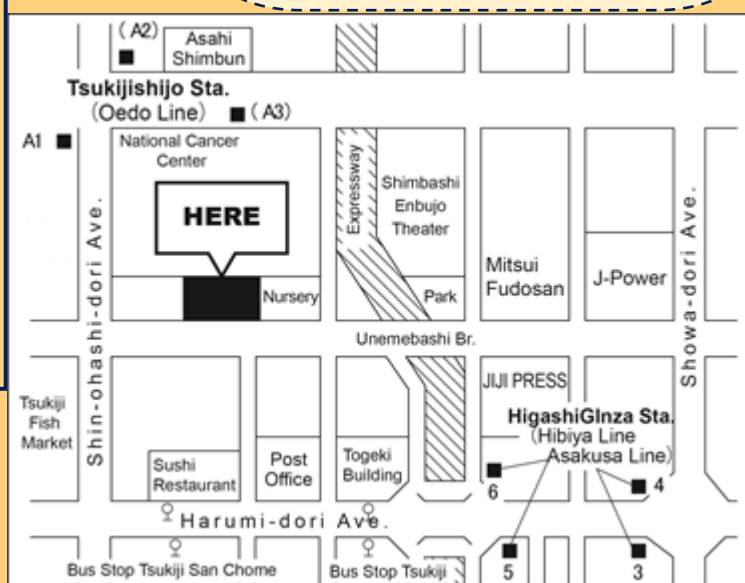 (A2)
Asahi
Shimbun
Tsukijishijo Sta.
(Oedo Line)
(A3)
A1
National Cancer
Center
HERE
Nursery
Expressway
Shimbashi
Enbujo
Theater
Park
Mitsui
Fudosan
J-Power
Shin-ohashi-dori Ave.
Showa-dori Ave.
Unemebashi Br.
Tsukiji
Fish
Market
JIJI PRESS
HigashiGInza Sta.
(Hibiya Line
Asakusa Line)
Sushi
Restaurant
Post
Office
Togeki
Building
6
4
Harumi-dori Ave.
Bus Stop Tsukiji San Chome
Bus Stop Tsukiji
5
3